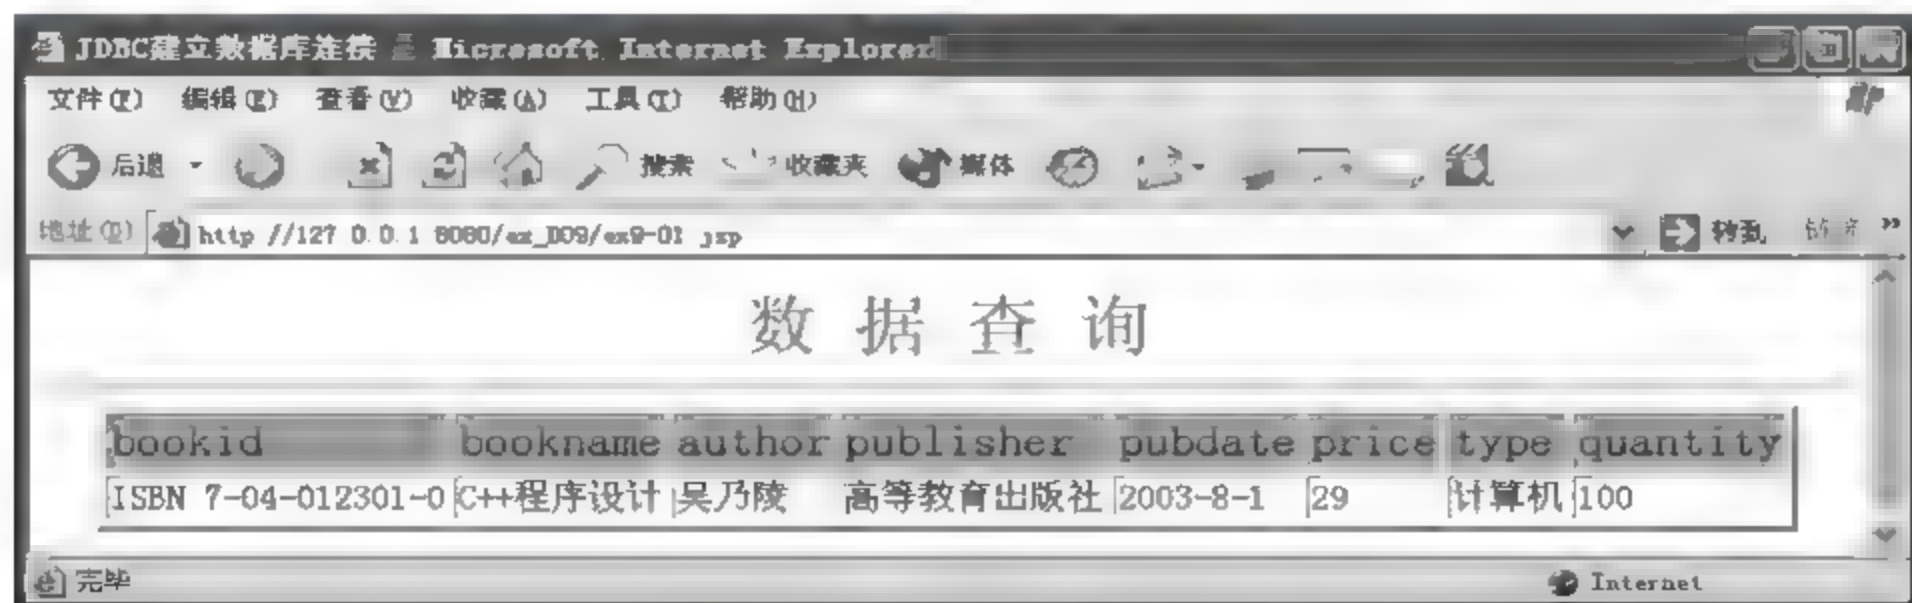 JDBC建立数据库连接 Microsoft Internet Explorer
文件(F) 编辑(E) 查看(V) 收藏(A) 工具(T) 帮助(H)
后退 搜索 收藏夹 媒体
地址(D) http //127 0.0.1 8080/ex_D09/ex9-01 jsp 转到 »
数 据 查 询
bookid bookname author publisher pubdate price type quantity
ISBN 7-04-012301-0 C++程序设计 吴乃陵 高等教育出版社 2003-8-1 29 计算机 100
完毕 Internet